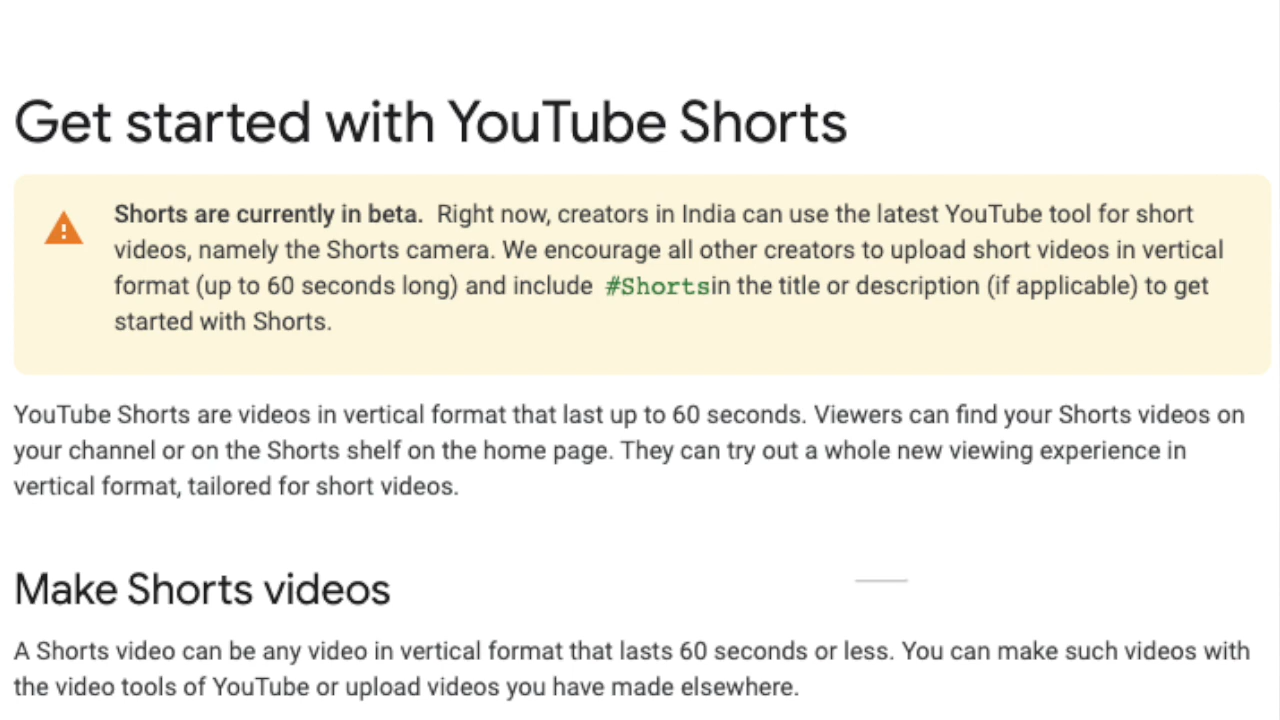 Get started with YouTube Shorts
Shorts are currently in beta. Right now, creators in India can use the latest YouTube tool for short
videos, namely the Shorts camera. We encourage all other creators to upload short videos in vertical
format (up to 60 seconds long) and include #Shortsin the title or description (if applicable) to get
started with Shorts.
YouTube Shorts are videos in vertical format that last up to 60 seconds. Viewers can find your Shorts videos on
your channel or on the Shorts shelf on the home page. They can try out a whole new viewing experience in
vertical format, tailored for short videos.
Make Shorts videos
A Shorts video can be any video in vertical format that lasts 60 seconds or less. You can make such videos with
the video tools of YouTube or upload videos you have made elsewhere.